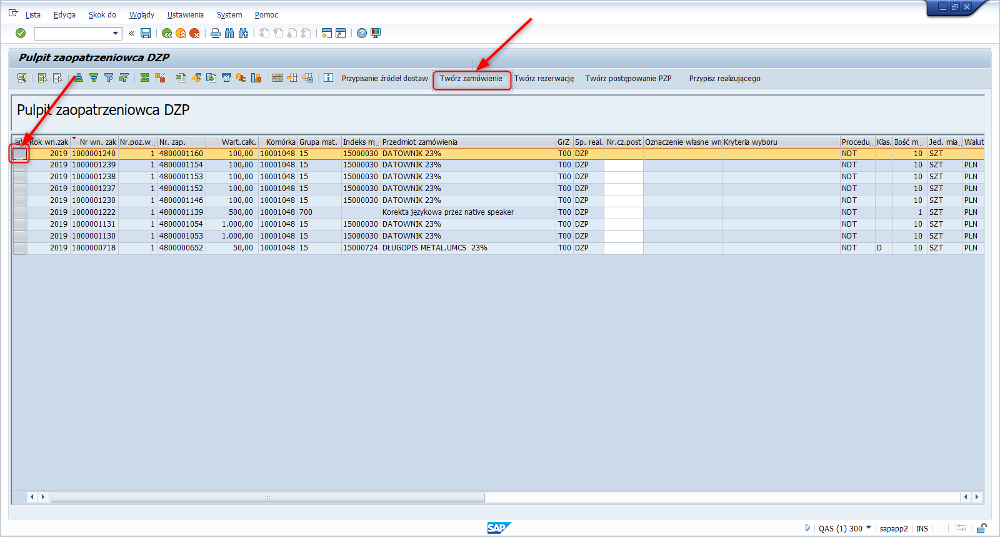 Lista Edycja Skok do Wglądy Ustawienia System Pomoc
Pulpit zaopatrzeniowca DZP
Przypisanie źródeł dostaw Twórz zamówienie Twórz rezerwację Twórz postępowanie PZP Przypisz realizującego
Pulpit zaopatrzeniowca DZP
Rok wn.zak Nr wn. zak Nr.poz.w... Nr. zap. Wart.całk. Komórka Grupa mat. Indeks m... Przedmiot zamówienia GrZ Sp. real. Nr.cz.post Oznaczenie własne wn Kryteria wyboru Procedu... Klas. Ilość m... Jed. mia... Walut
2019 1000001240 1 4800001160 100,00 10001048 15 15000030 DATOWNIK 23% T00 DZP NDT 10 SZT
2019 1000001239 1 4800001154 100,00 10001048 15 15000030 DATOWNIK 23% T00 DZP NDT 10 SZT PLN
2019 1000001238 1 4800001153 100,00 10001048 15 15000030 DATOWNIK 23% T00 DZP NDT 10 SZT PLN
2019 1000001237 1 4800001152 100,00 10001048 15 15000030 DATOWNIK 23% T00 DZP NDT 10 SZT PLN
2019 1000001230 1 4800001146 100,00 10001048 15 15000030 DATOWNIK 23% T00 DZP NDT 10 SZT PLN
2019 1000001222 1 4800001139 500,00 10001048 700 Korekta językowa przez native speaker T00 DZP NDT 1 SZT PLN
2019 1000001131 1 4800001054 1.000,00 10001048 15 15000030 DATOWNIK 23% T00 DZP NDT 10 SZT PLN
2019 1000001130 1 4800001053 1.000,00 10001048 15 15000030 DATOWNIK 23% T00 DZP NDT 10 SZT PLN
2019 1000000718 1 4800000652 50,00 10001048 15 15000724 DŁUGOPIS METAL.UMCS 23% T00 DZP NDT D 10 SZT PLN
SAP QAS (1) 300 sapapp2 INS